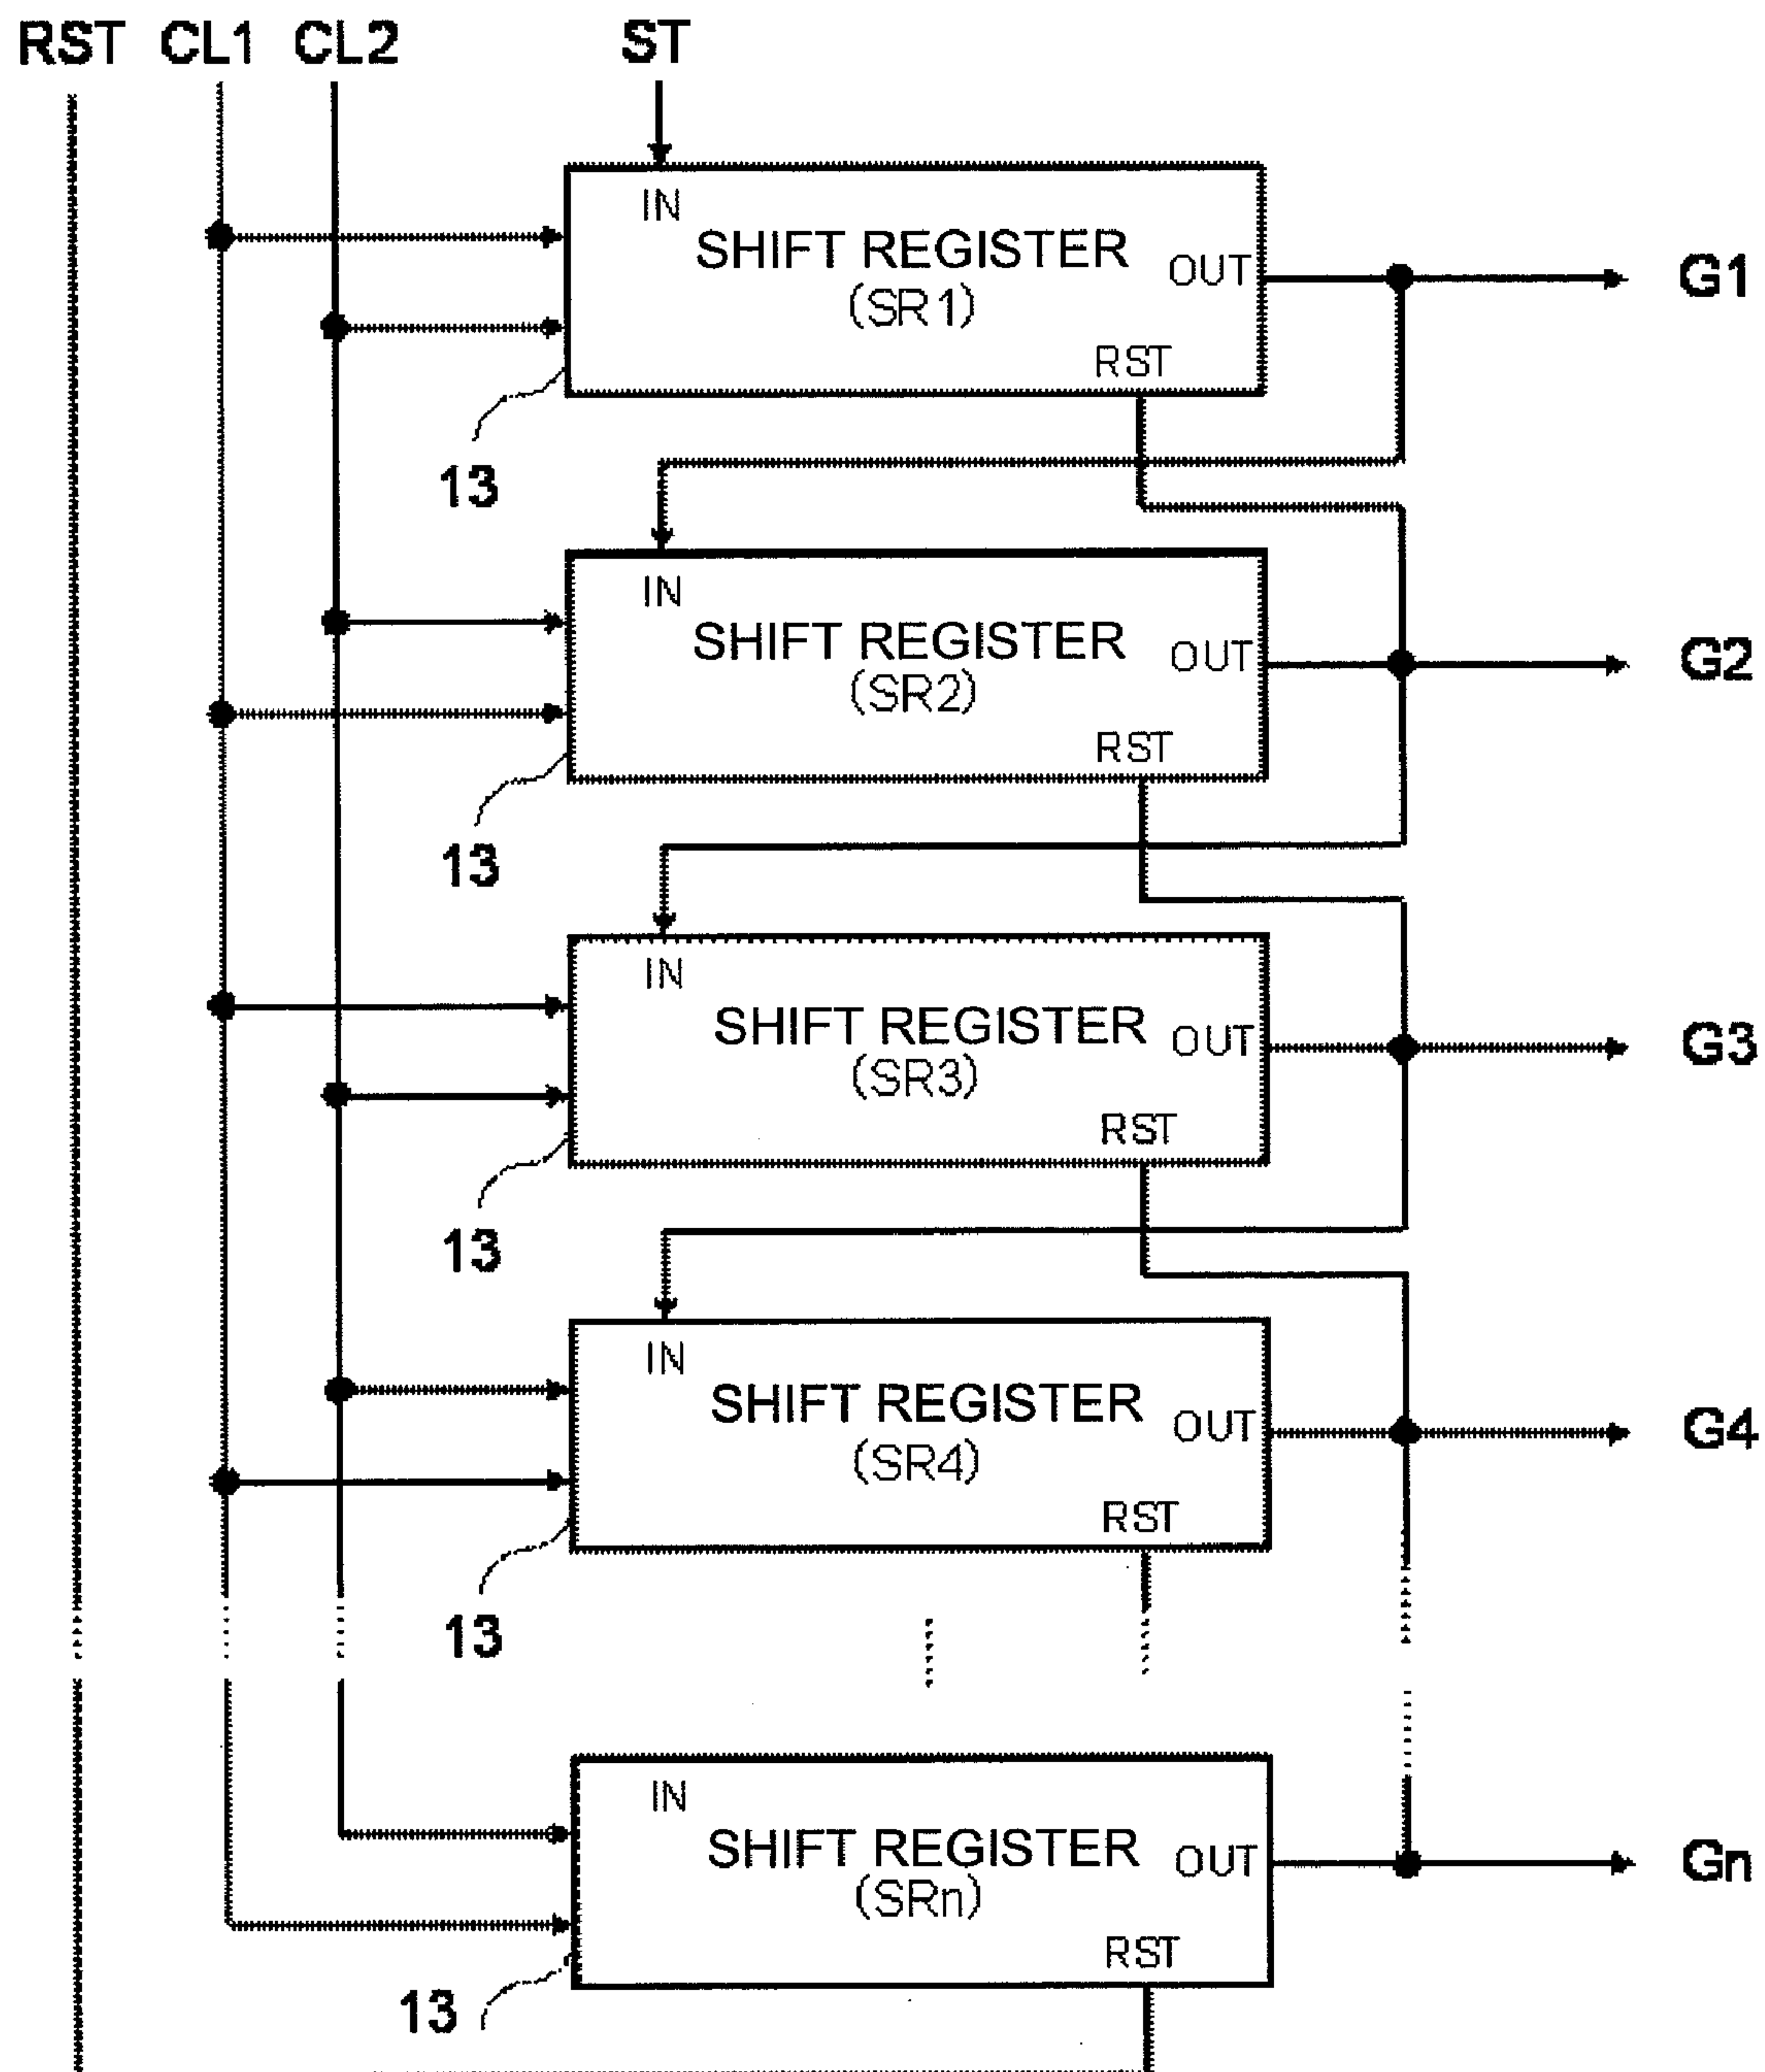 RST CL1 CL2 ST
IN
SHIFT REGISTER
(SR1)
OUT
RST
G1
13
IN
SHIFT REGISTER
(SR2)
OUT
RST
G2
13
IN
SHIFT REGISTER
(SR3)
OUT
RST
G3
13
IN
SHIFT REGISTER
(SR4)
OUT
RST
G4
13
IN
SHIFT REGISTER
(SRn)
OUT
RST
Gn
13